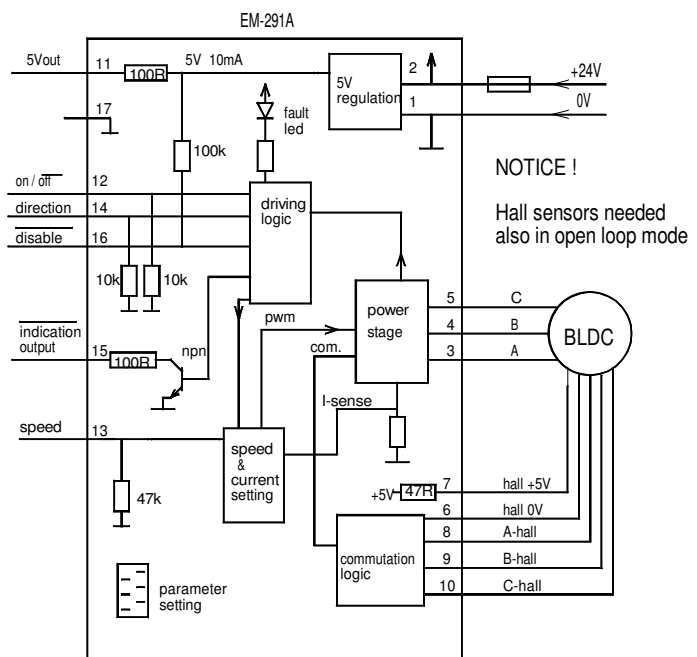 EM-291A
5Vout
11
100R
5V 10mA
17
fault
led
100k
5V
regulation
2
1
+24V
0V
NOTICE !
Hall sensors needed
also in open loop mode
on / off
12
direction
14
disable
16
10k
10k
driving
logic
indication
output
15
100R
npn
pwm
com.
power
stage
5
C
4
B
3
A
BLDC
I-sense
speed
13
47k
speed
&
current
setting
+5V
47R
7
hall +5V
6
hall 0V
8
A-hall
9
B-hall
10
C-hall
commutation
logic
parameter
setting